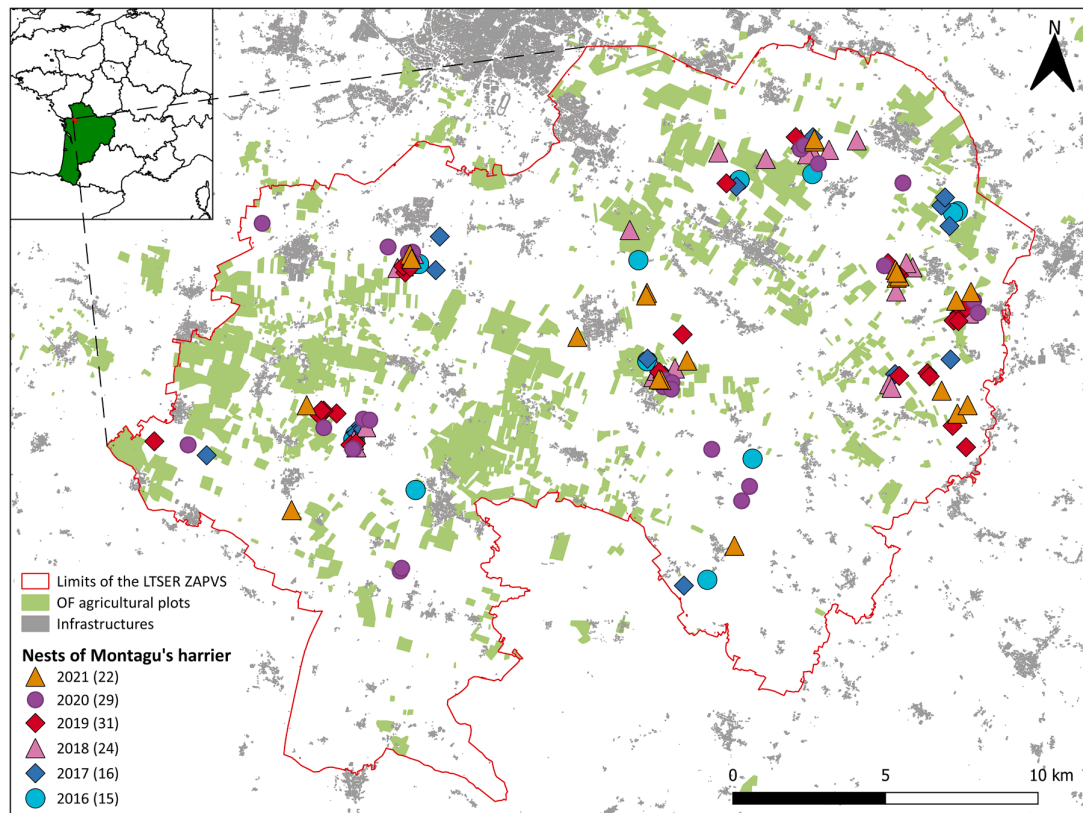 N
Limits of the LTSER ZAPVS
OF agricultural plots
Infrastructures
Nests of Montagu's harrier
2021 (22)
2020 (29)
2019 (31)
2018 (24)
2017 (16)
2016 (15)
0 5 10 km